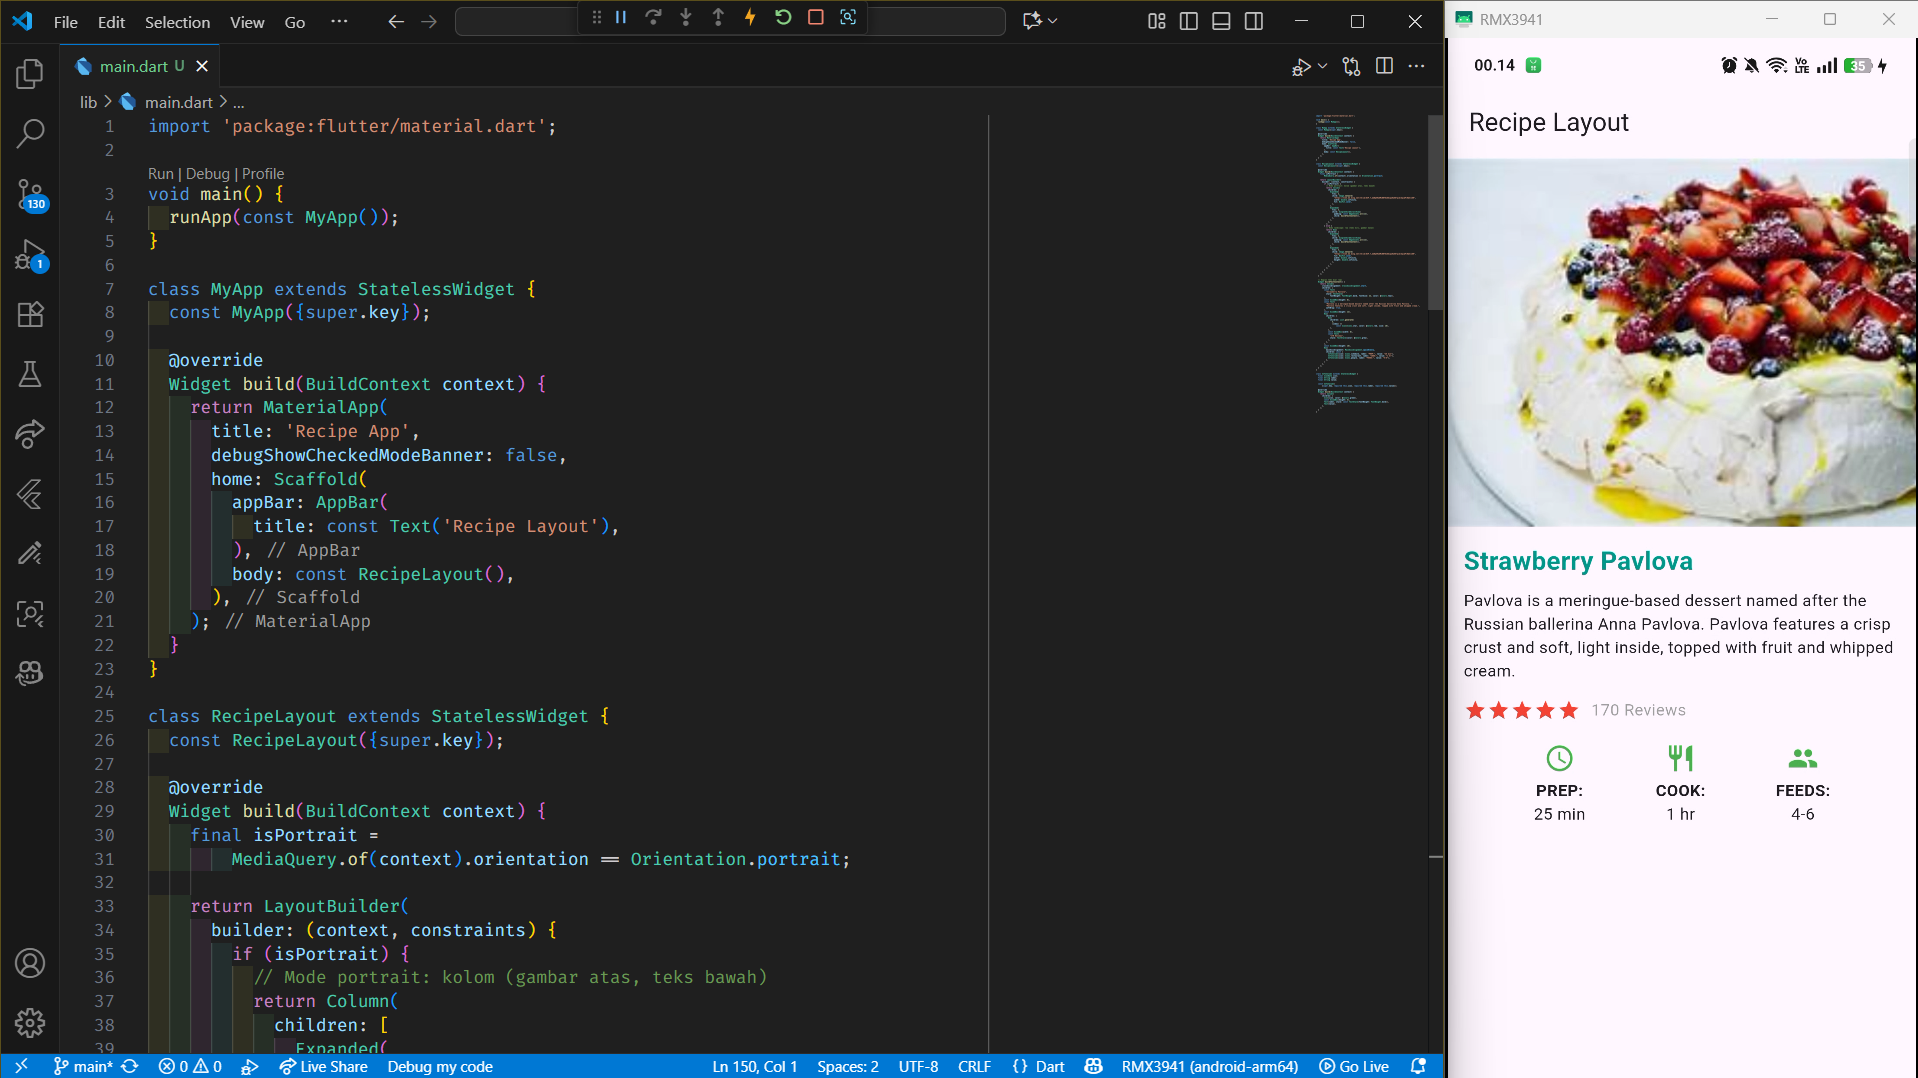 File Edit Selection View Go ...
main.dart U
lib > main.dart > ...
1 import 'package:flutter/material.dart';
2
Run | Debug | Profile
3 void main() {
4 runApp(const MyApp());
5 }
6
7 class MyApp extends StatelessWidget {
8 const MyApp({super.key});
9
10 @override
11 Widget build(BuildContext context) {
12 return MaterialApp(
13 title: 'Recipe App',
14 debugShowCheckedModeBanner: false,
15 home: Scaffold(
16 appBar: AppBar(
17 title: const Text('Recipe Layout'),
18 ), // AppBar
19 body: const RecipeLayout(),
20 ), // Scaffold
21 ); // MaterialApp
22 }
23 }
24
25 class RecipeLayout extends StatelessWidget {
26 const RecipeLayout({super.key});
27
28 @override
29 Widget build(BuildContext context) {
30 final isPortrait =
31 MediaQuery.of(context).orientation == Orientation.portrait;
32
33 return LayoutBuilder(
34 builder: (context, constraints) {
35 if (isPortrait) {
36 // Mode portrait: kolom (gambar atas, teks bawah)
37 return Column(
38 children: [
39 Expanded(
130
1
main* 0 0 Live Share Debug my code Ln 150, Col 1 Spaces: 2 UTF-8 CRLF {} Dart RMX3941 (android-arm64) Go Live
RMX3941
00.14 Vo LTE 35
Recipe Layout
Strawberry Pavlova
Pavlova is a meringue-based dessert named after the
Russian ballerina Anna Pavlova. Pavlova features a crisp
crust and soft, light inside, topped with fruit and whipped
cream.
170 Reviews
PREP: COOK: FEEDS:
25 min 1 hr 4-6